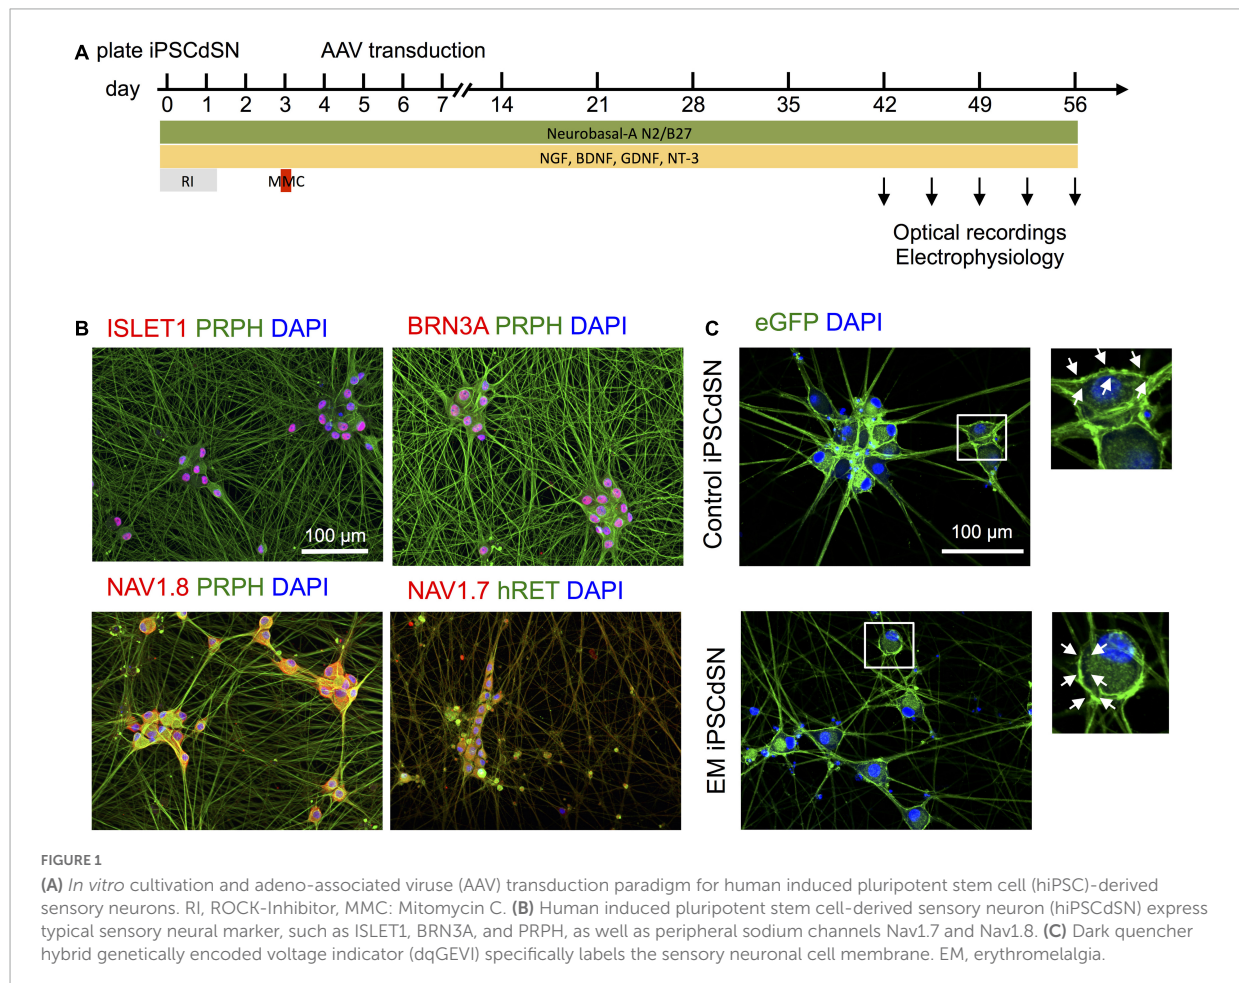 A plate iPSCdSN AAV transduction
day 0 1 2 3 4 5 6 7 14 21 28 35 42 49 56
Neurobasal-A N2/B27
NGF, BDNF, GDNF, NT-3
RI MMC
Optical recordings
Electrophysiology
B ISLET1 PRPH DAPI BRN3A PRPH DAPI
100 µm
NAV1.8 PRPH DAPI NAV1.7 hRET DAPI
C eGFP DAPI
Control iPSCdSN
100 µm
EM iPSCdSN
FIGURE 1
(A) In vitro cultivation and adeno-associated viruse (AAV) transduction paradigm for human induced pluripotent stem cell (hiPSC)-derived
sensory neurons. RI, ROCK-Inhibitor, MMC: Mitomycin C. (B) Human induced pluripotent stem cell-derived sensory neuron (hiPSCdSN) express
typical sensory neural marker, such as ISLET1, BRN3A, and PRPH, as well as peripheral sodium channels Nav1.7 and Nav1.8. (C) Dark quencher
hybrid genetically encoded voltage indicator (dqGEVI) specifically labels the sensory neuronal cell membrane. EM, erythromelalgia.